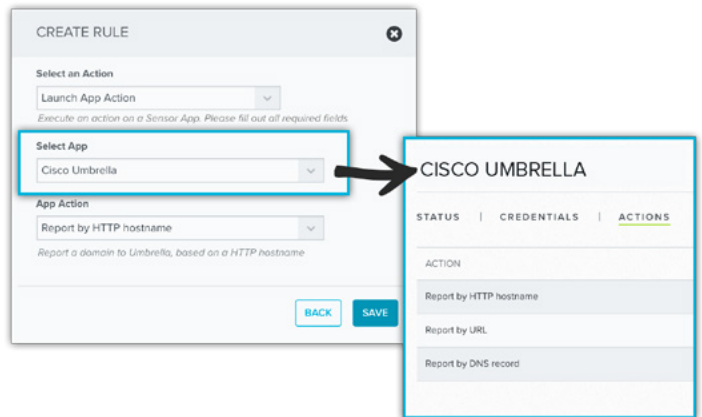 CREATE RULE
Select an Action
Launch App Action
Execute an action on a Sensor App. Please fill out all required fields
Select App
Cisco Umbrella
App Action
Report by HTTP hostname
Report a domain to Umbrella, based on a HTTP hostname
BACK
SAVE
CISCO UMBRELLA
STATUS | CREDENTIALS | ACTIONS
ACTION
Report by HTTP hostname
Report by URL
Report by DNS record